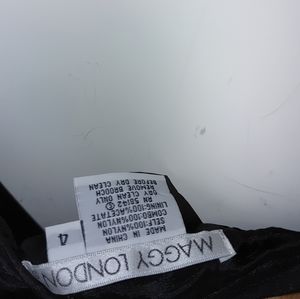 MAGGY LONDON
4
MADE IN CHINA
SELF:100%NYLON
COMBO:100%NYLON
LINING:100%ACETATE
RN 58142
DRY CLEAN ONLY
REMOVE BROOCH
BEFORE DRY CLEAN